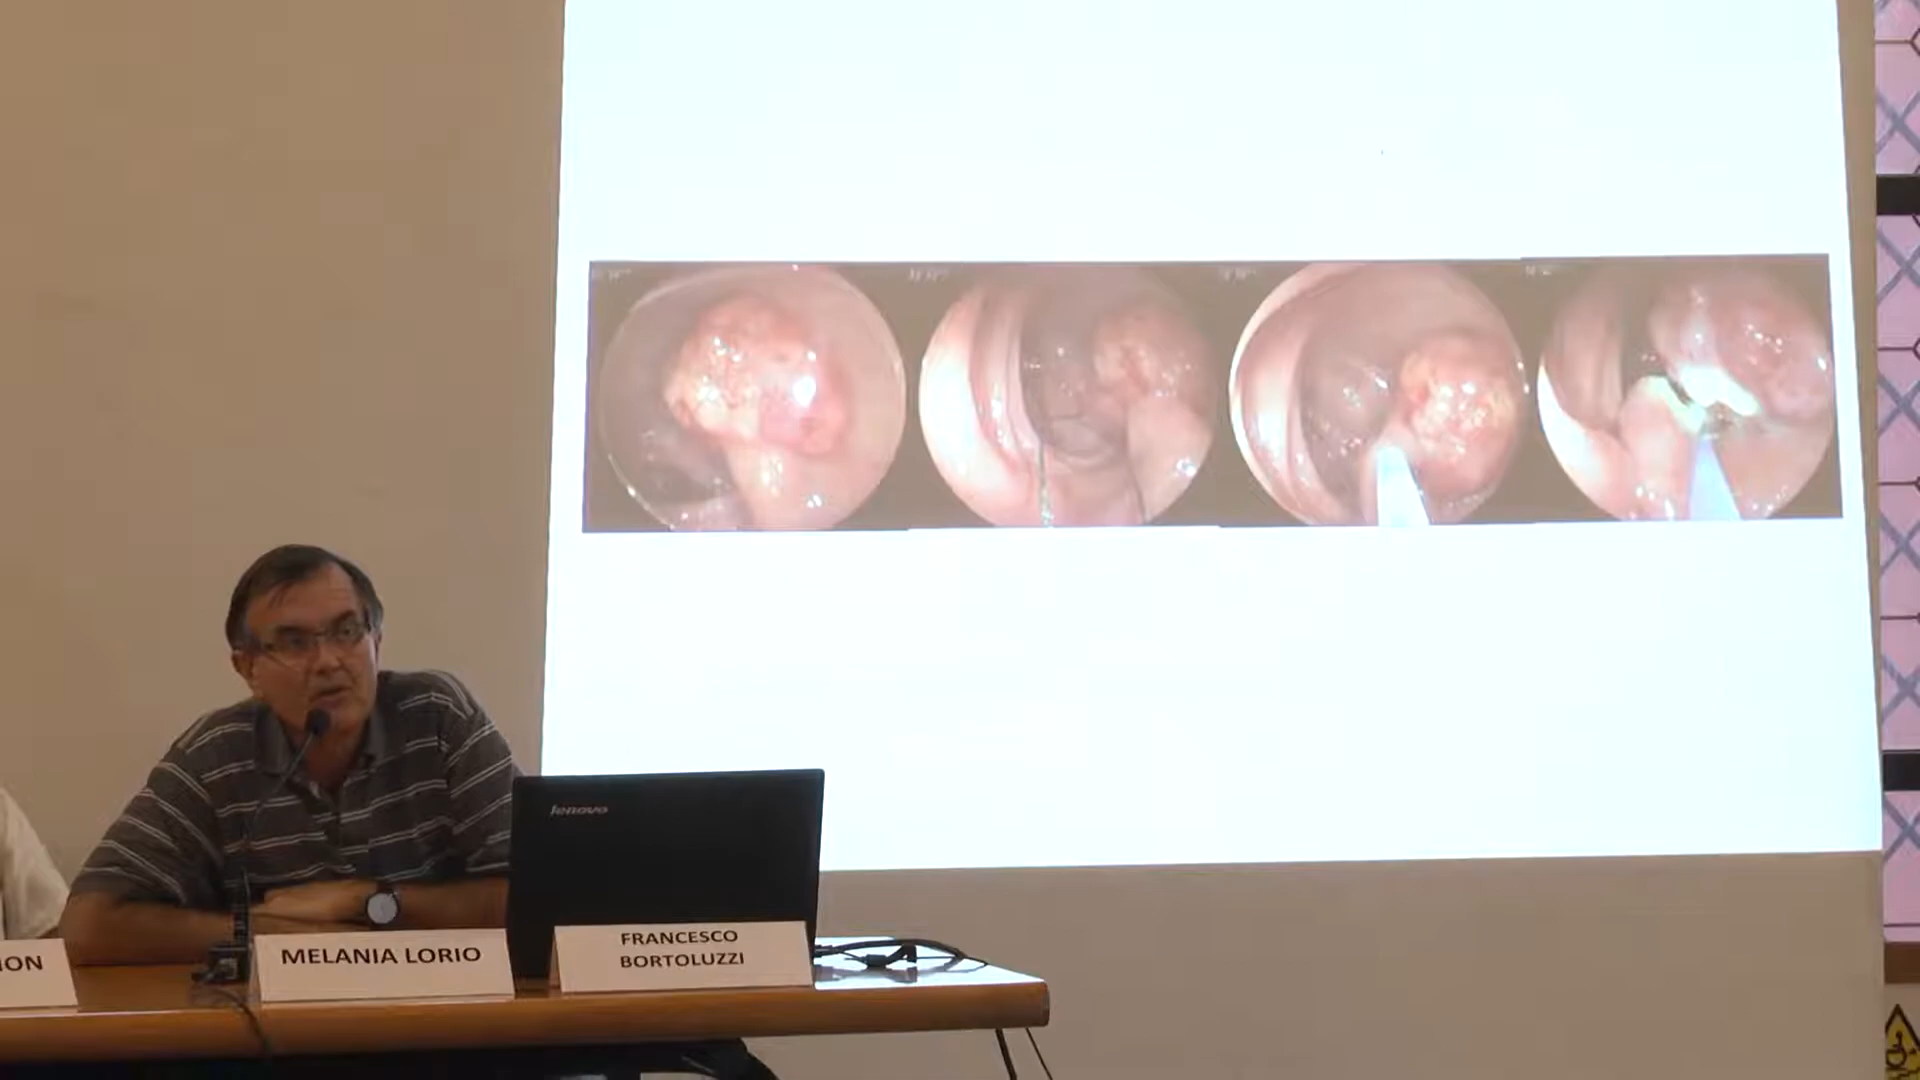 lenovo
ION
MELANIA LORIO
FRANCESCO
BORTOLUZZI